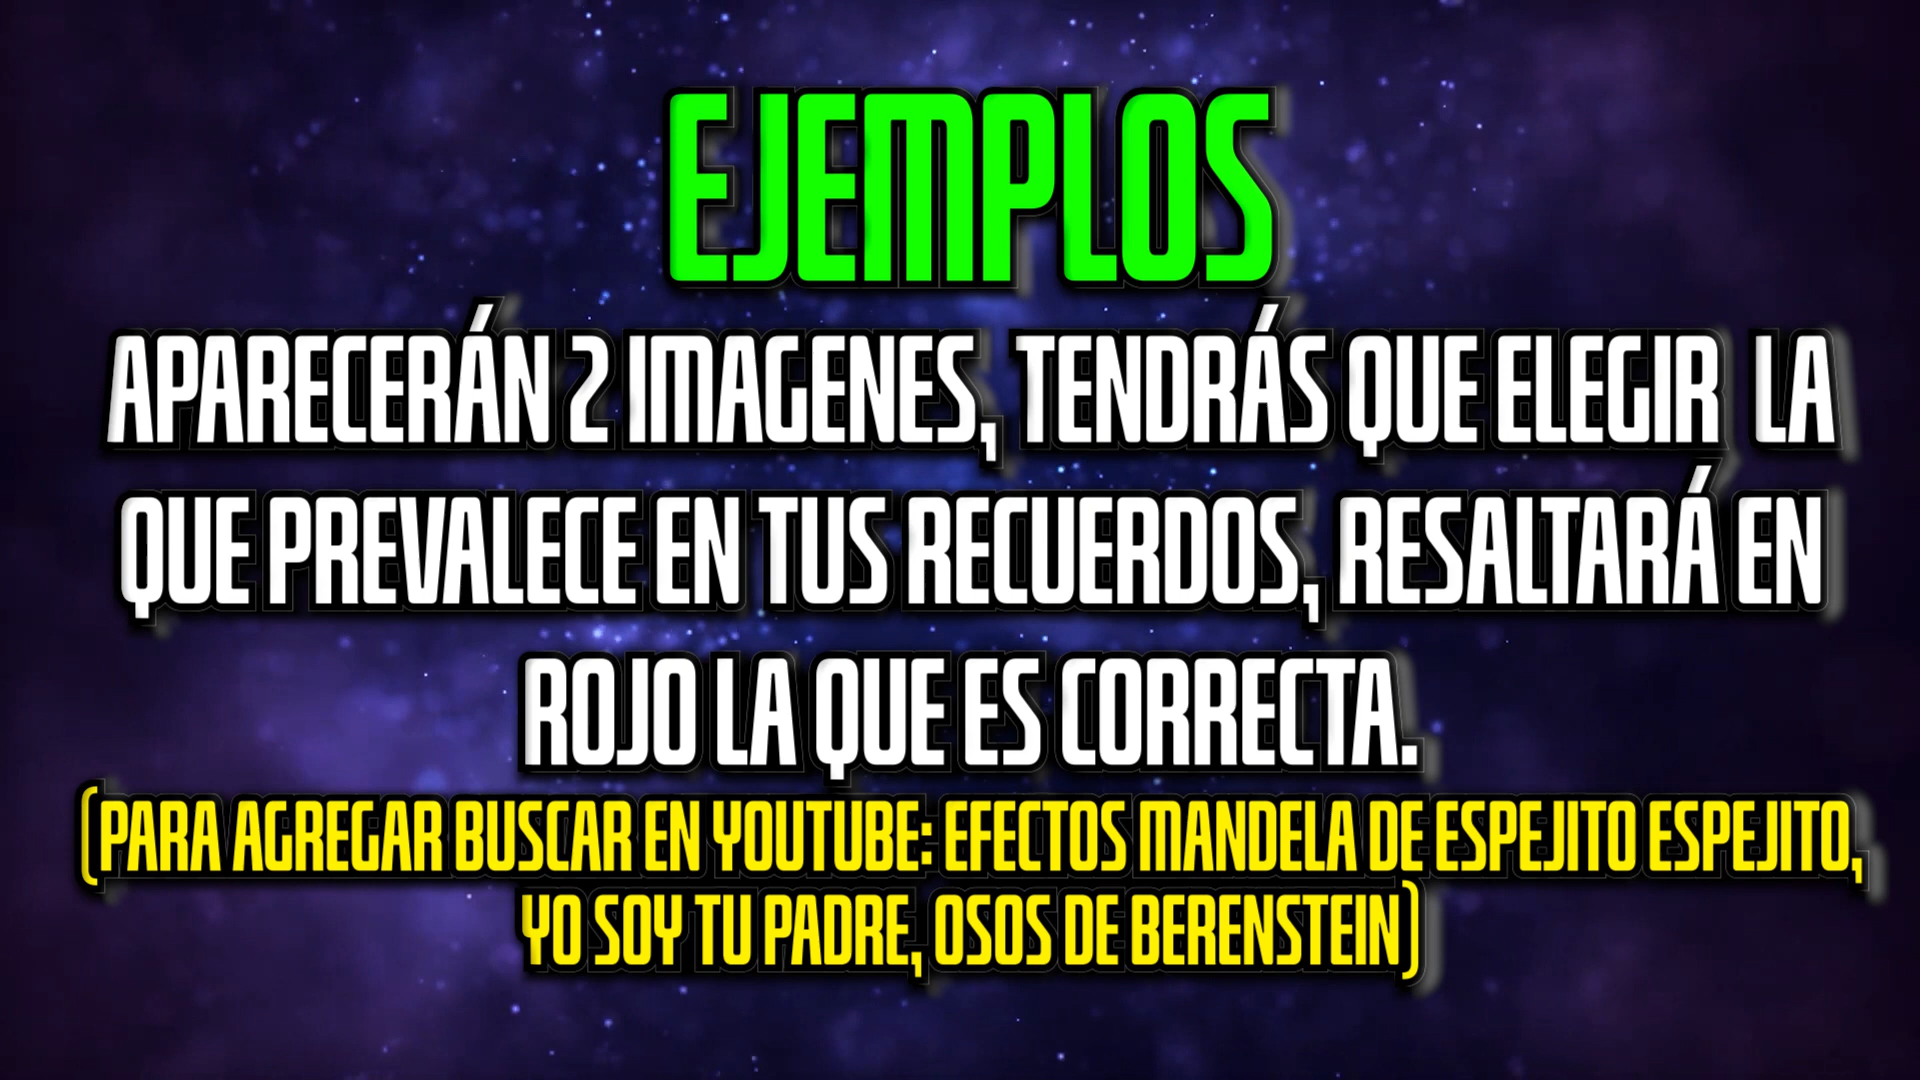 EJEMPLOS
APARECERÁN 2 IMAGENES, TENDRÁS QUE ELEGIR LA
QUE PREVALECE EN TUS RECUERDOS, RESALTARÁ EN
ROJO LA QUE ES CORRECTA.
(PARA AGREGAR BUSCAR EN YOUTUBE: EFECTOS MANDELA DE ESPEJITO ESPEJITO,
YO SOY TU PADRE, OSOS DE BERENSTEIN)